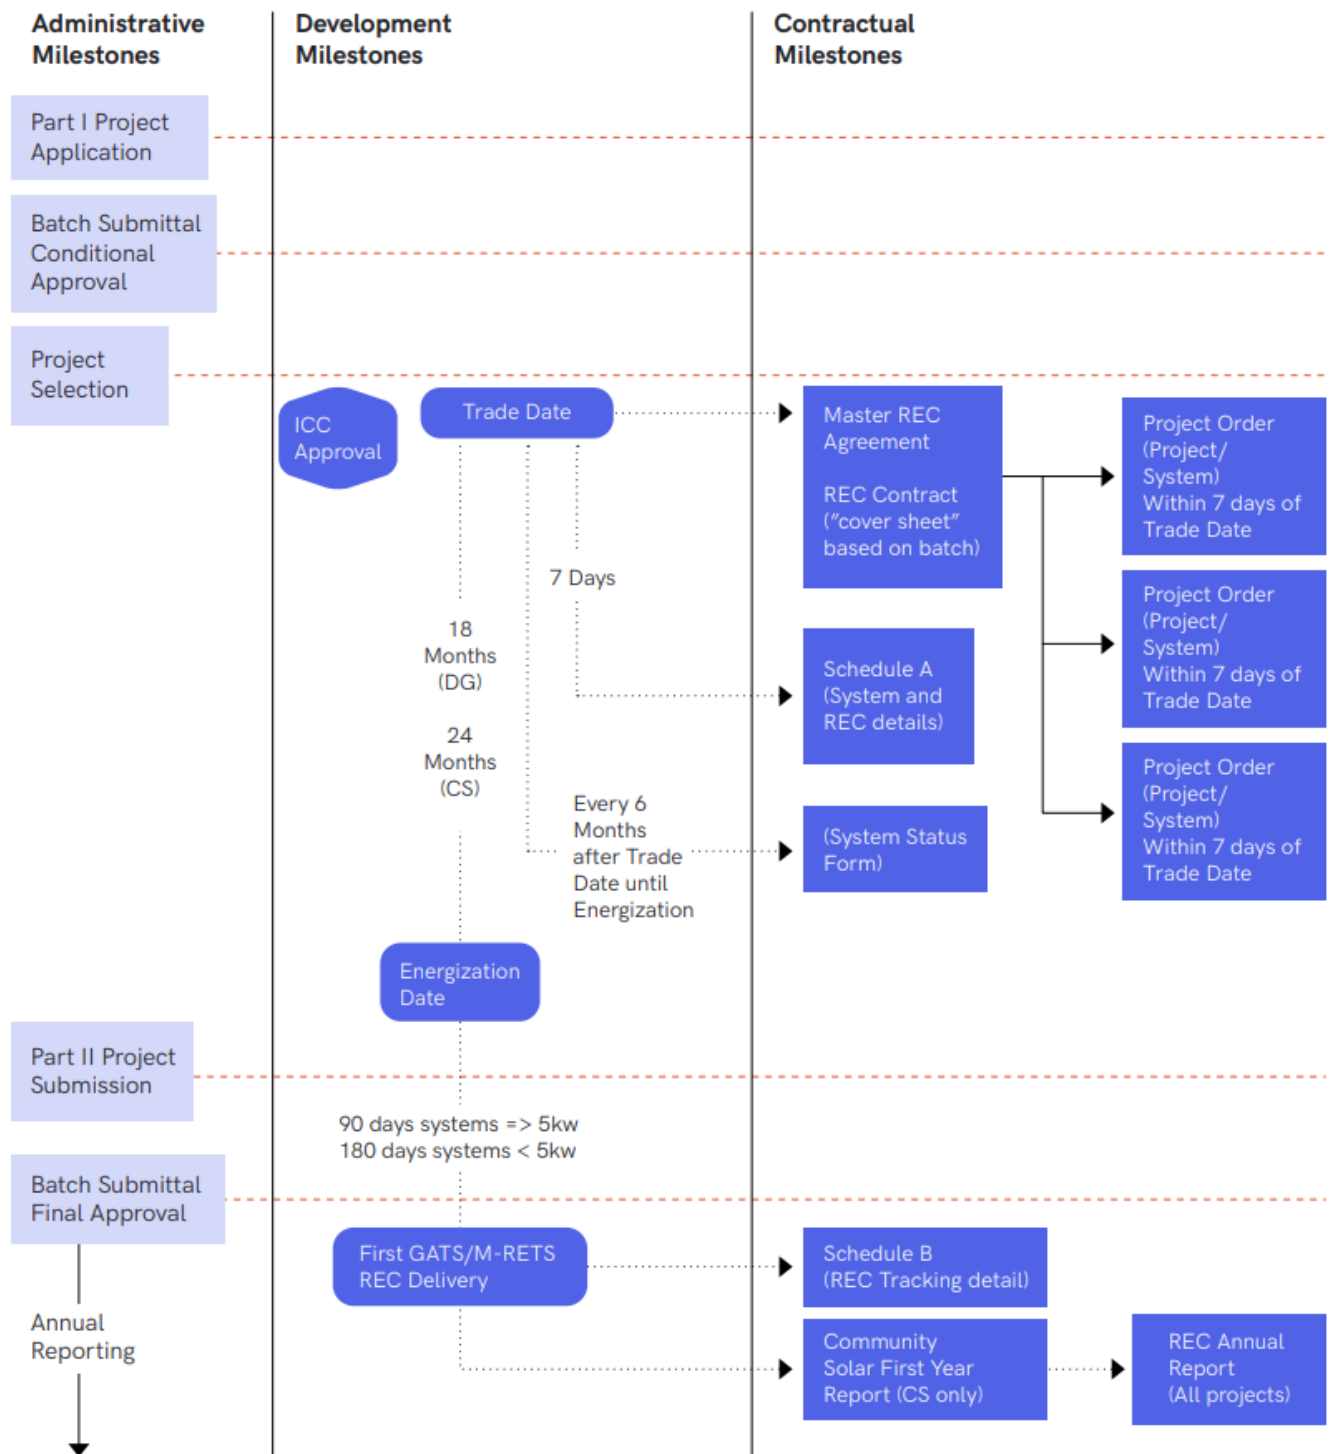 Administrative
Milestones
Development
Milestones
Contractual
Milestones
Part I Project
Application
Batch Submittal
Conditional
Approval
Project
Selection
ICC
Approval
Trade Date
Master REC
Agreement
REC Contract
("cover sheet"
based on batch)
Project Order
(Project/
System)
Within 7 days of
Trade Date
7 Days
18
Months
(DG)
24
Months
(CS)
Schedule A
(System and
REC details)
Project Order
(Project/
System)
Within 7 days of
Trade Date
Every 6
Months
after Trade
Date until
Energization
(System Status
Form)
Project Order
(Project/
System)
Within 7 days of
Trade Date
Energization
Date
Part II Project
Submission
90 days systems => 5kw
180 days systems < 5kw
Batch Submittal
Final Approval
First GATS/M-RETS
REC Delivery
Schedule B
(REC Tracking detail)
Annual
Reporting
Community
Solar First Year
Report (CS only)
REC Annual
Report
(All projects)